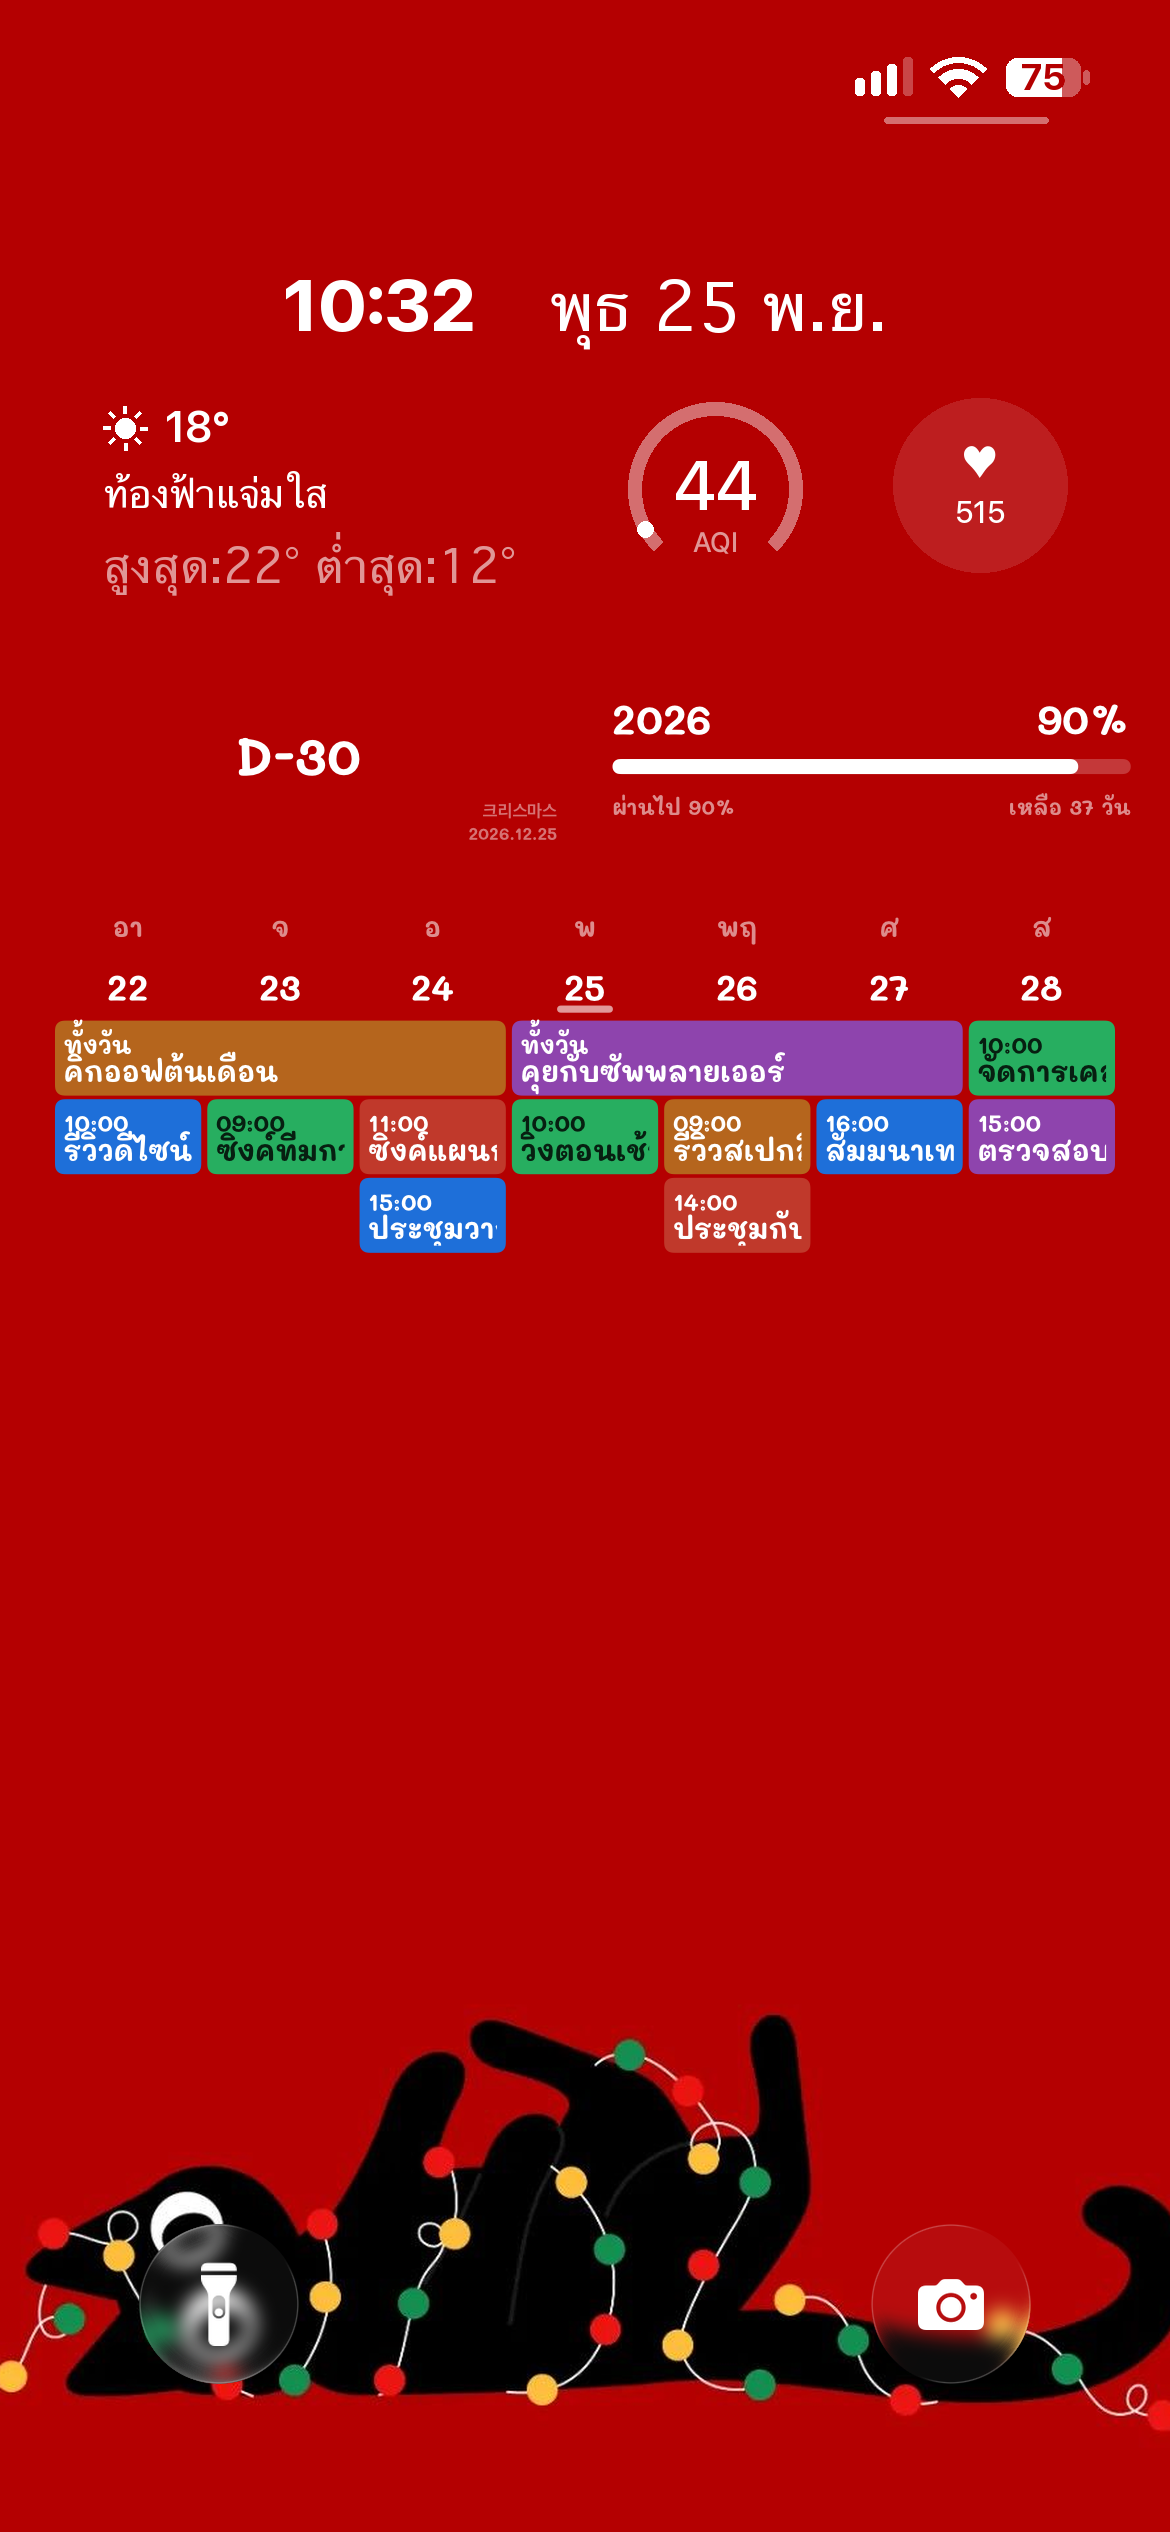 75
10:32 พุธ 25 พ.ย.
18°
ท้องฟ้าแจ่มใส
สูงสุด:22° ต่ำสุด:12°
44
AQI
515
D-30
크리스마스
2026.12.25
2026 90%
ผ่านไป 90% เหลือ 37 วัน
อา จ อ พ พฤ ศ ส
22 23 24 25 26 27 28
ทั้งวัน
คิกออฟต้นเดือน
ทั้งวัน
คุยกับซัพพลายเออร์
10:00
จัดการเคล
10:00
รีวิวดีไซน์
09:00
ซิงค์ทีมกา
11:00
ซิงค์แผนก
10:00
วิ่งตอนเช้า
09:00
รีวิวสเปก
16:00
สัมมนาเท
15:00
ตรวจสอบ
15:00
ประชุมวา
14:00
ประชุมกับ